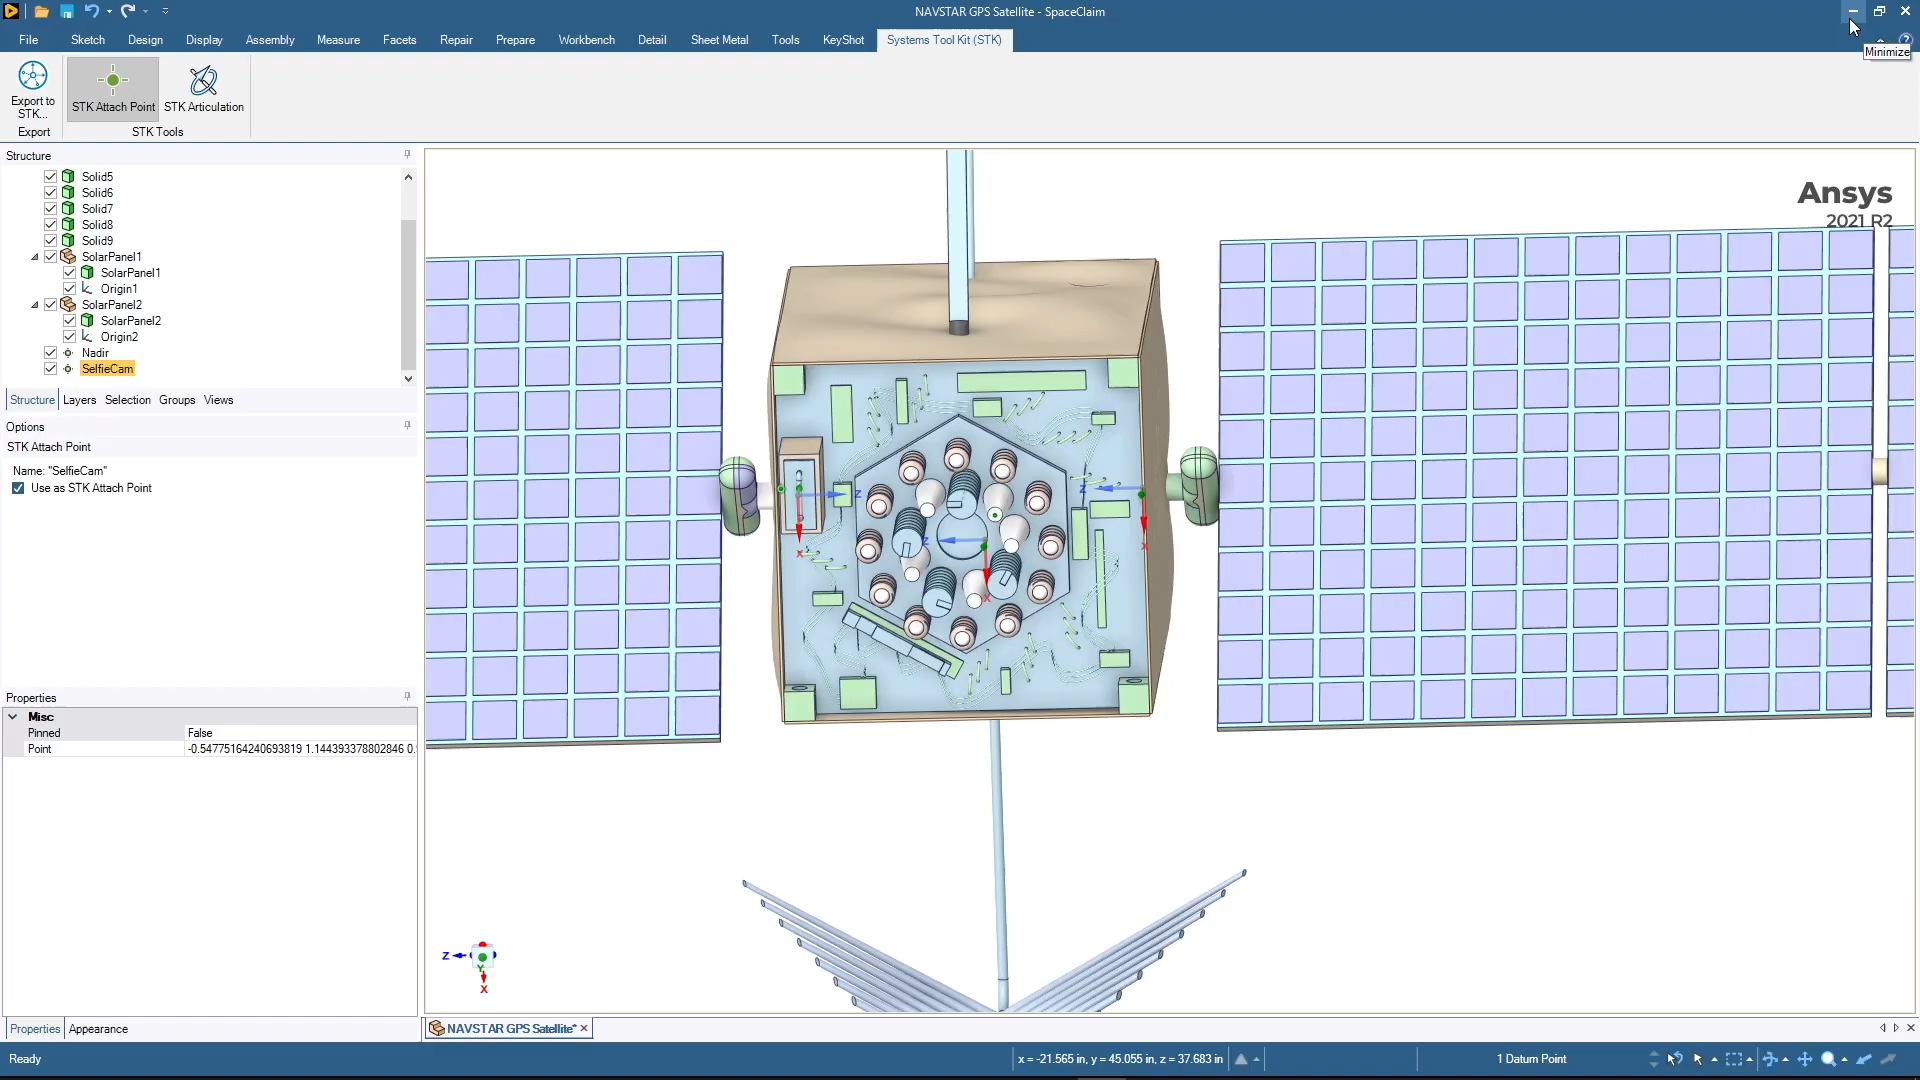 NAVSTAR GPS Satellite - SpaceClaim
File Sketch Design Display Assembly Measure Facets Repair Prepare Workbench Detail Sheet Metal Tools KeyShot Systems Tool Kit (STK)
Minimize
Export to
STK...
STK Attach Point STK Articulation
Export STK Tools
Structure
Solid5
Solid6
Solid7
Solid8
Solid9
SolarPanel1
SolarPanel1
Origin1
SolarPanel2
SolarPanel2
Origin2
Nadir
SelfieCam
Structure Layers Selection Groups Views
Options
STK Attach Point
Name: "SelfieCam"
Use as STK Attach Point
Properties
Misc
Pinned False
Point -0.54775164240693819 1.144393378802846 0.
Properties Appearance
Ansys
2021 R2
Z
X
Z
X
Z
X
Z
Y
X
NAVSTAR GPS Satellite*
Ready
x = -21.565 in, y = 45.055 in, z = 37.683 in
1 Datum Point